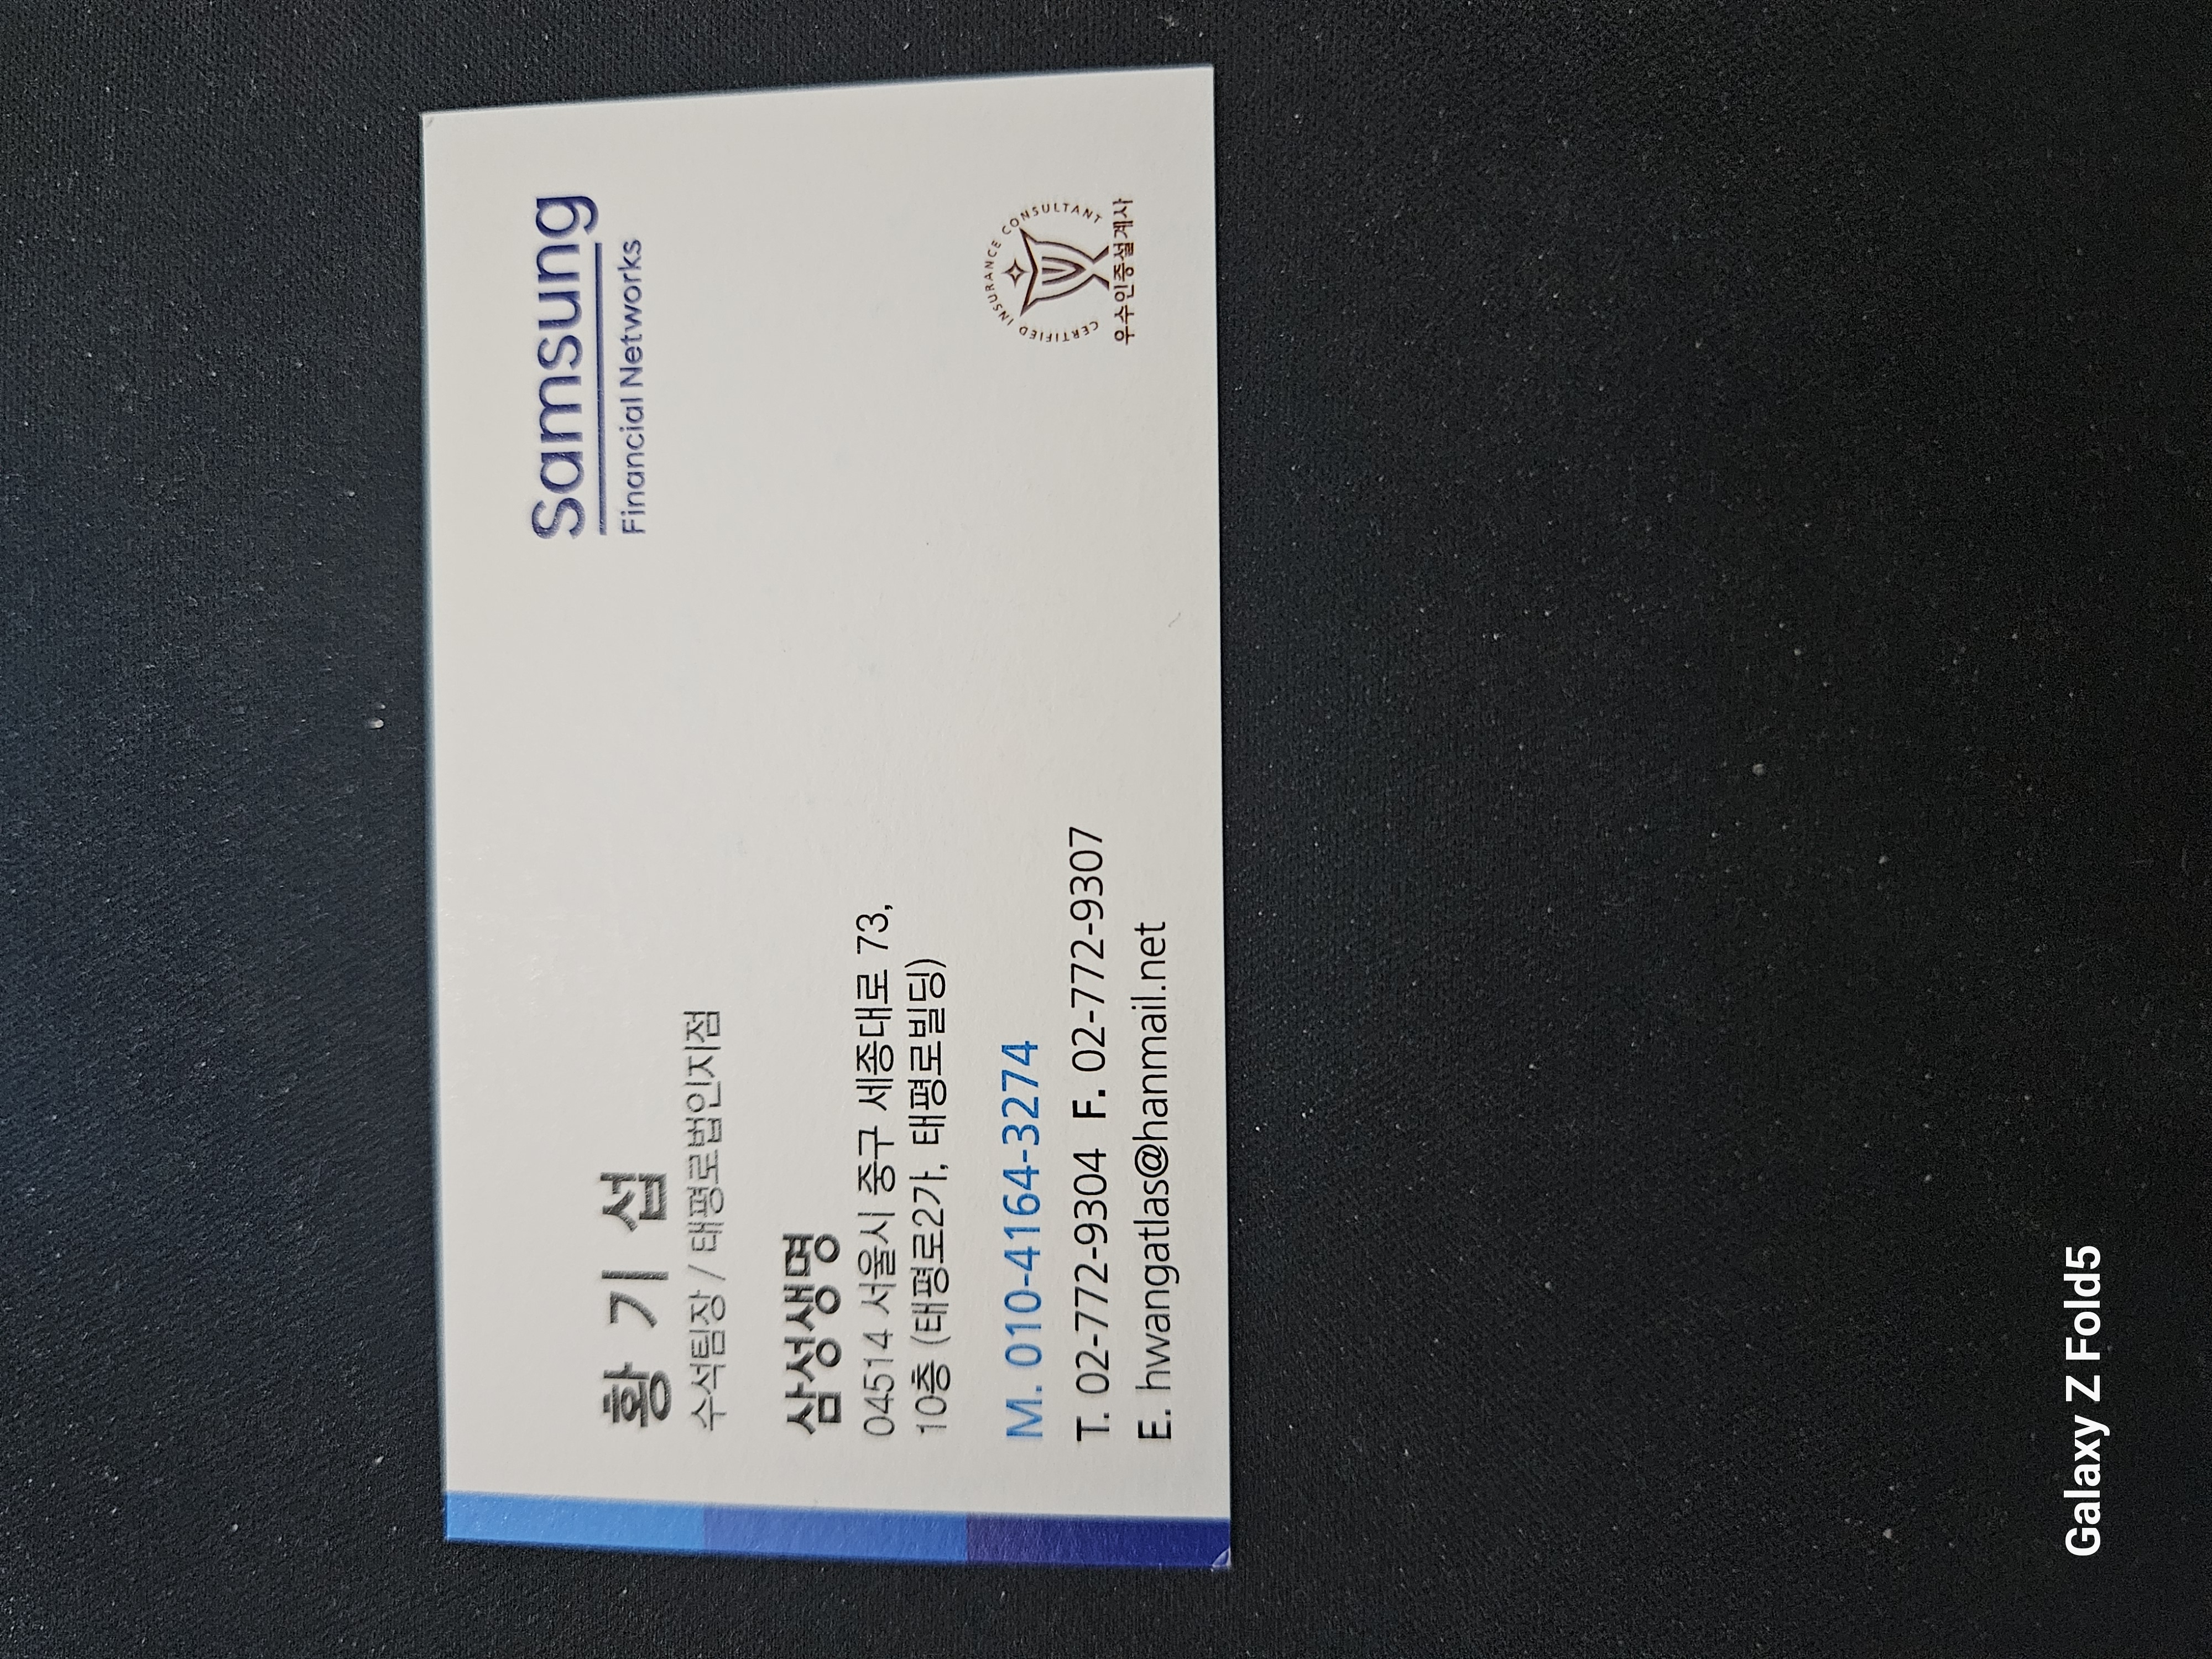 Samsung
Financial Networks
황 기 섭
수석팀장 / 태평로법인지점
삼성생명
04514 서울시 중구 세종대로 73,
10층 (태평로2가, 태평로빌딩)
M. 010-4164-3274
T. 02-772-9304 F. 02-772-9307
E. hwangatlas@hanmail.net
CERTIFIED INSURANCE CONSULTANT
우수인증설계사
Galaxy Z Fold5